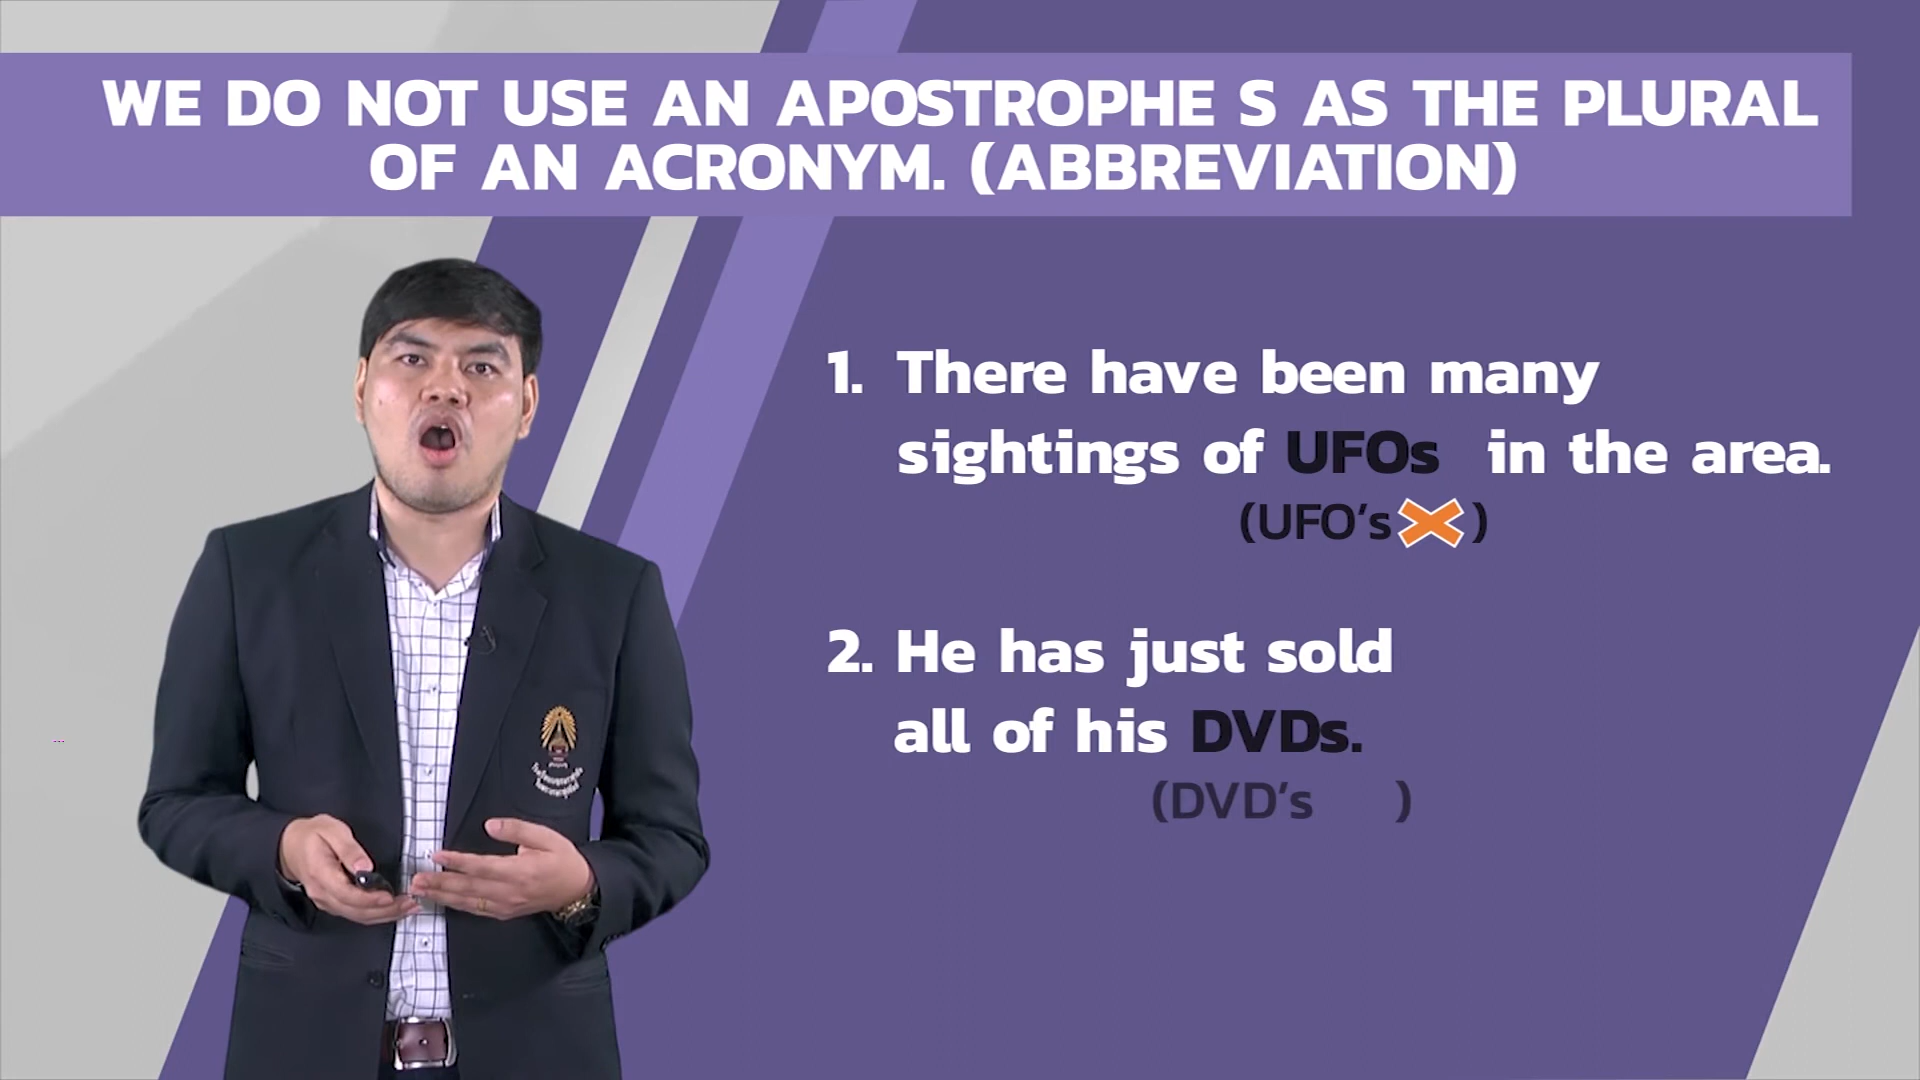 WE DO NOT USE AN APOSTROPHE S AS THE PLURAL
OF AN ACRONYM. (ABBREVIATION)
1. There have been many
sightings of UFOs in the area.
(UFO's )
2. He has just sold
all of his DVDs.
(DVD's )